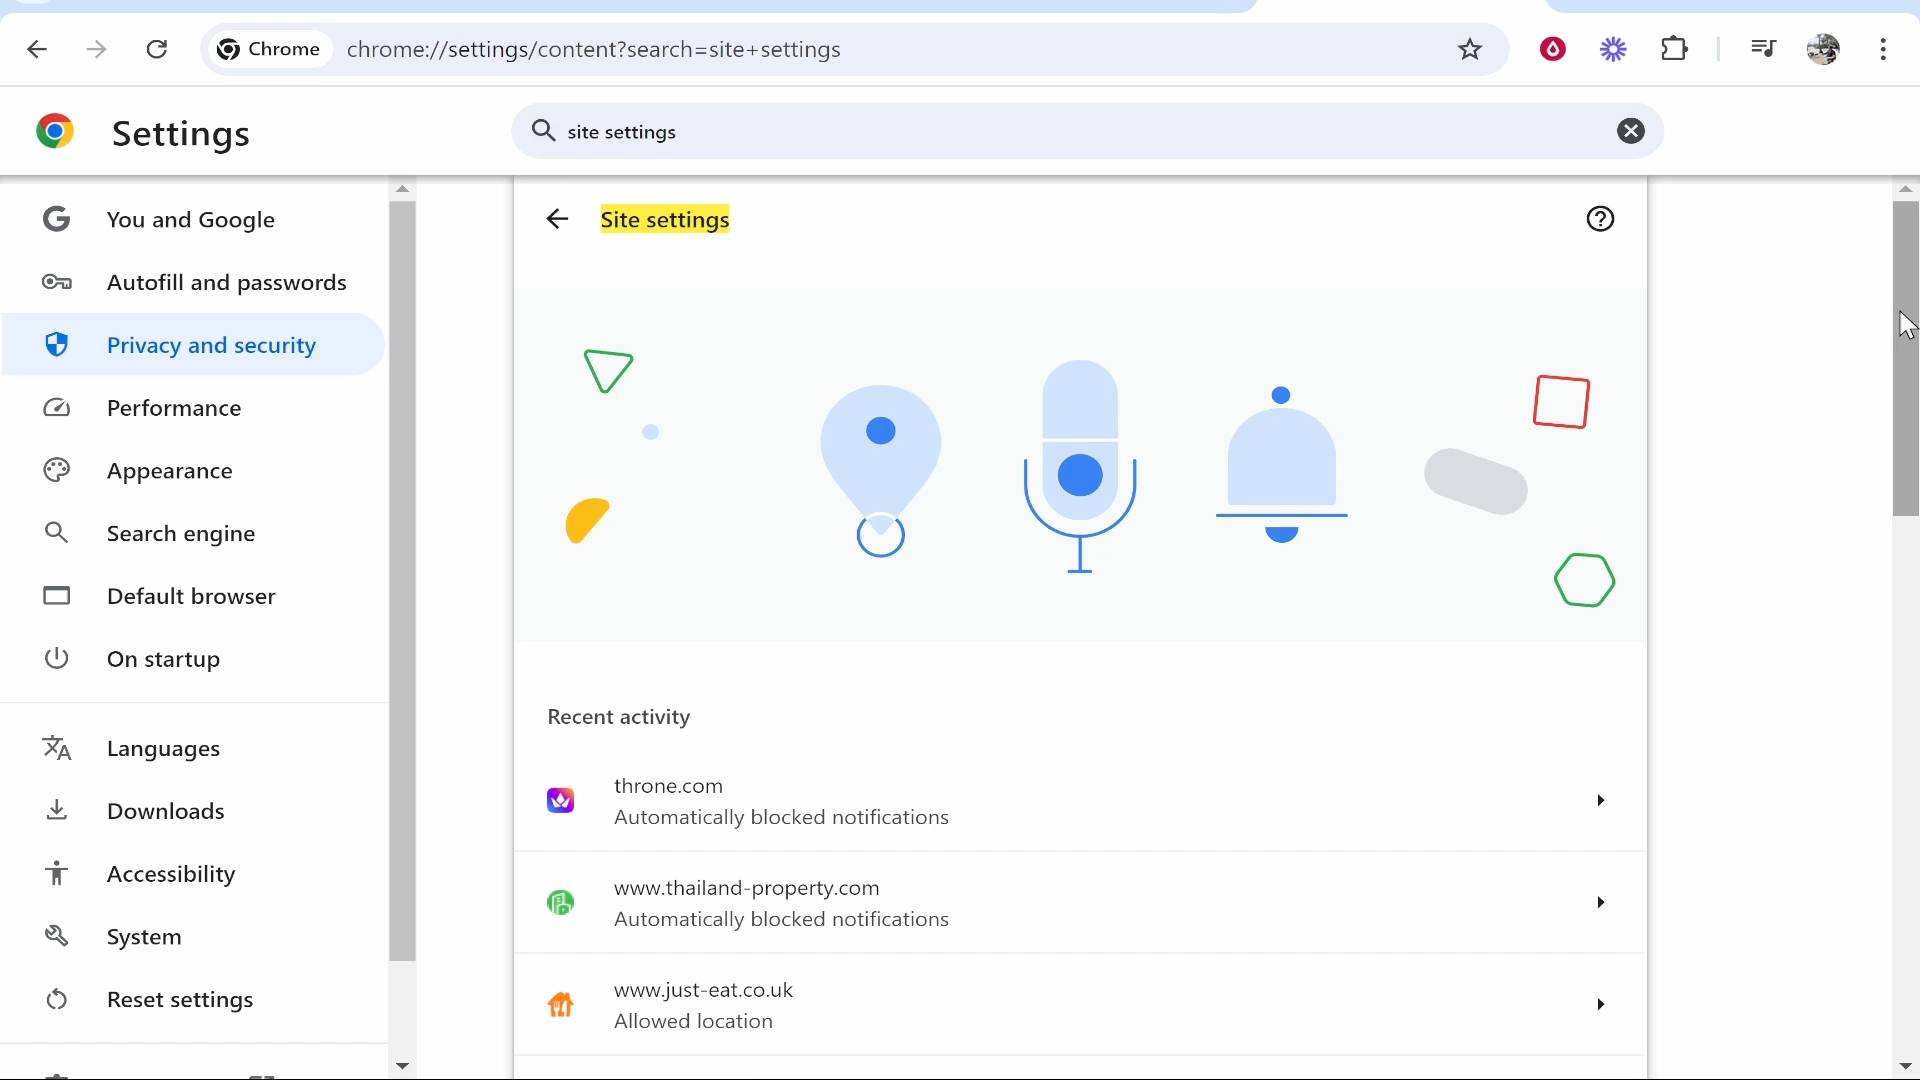 Chrome
chrome://settings/content?search=site+settings
Settings
site settings
You and Google
Autofill and passwords
Privacy and security
Performance
Appearance
Search engine
Default browser
On startup
Languages
Downloads
Accessibility
System
Reset settings
Site settings
Recent activity
throne.com
Automatically blocked notifications
www.thailand-property.com
Automatically blocked notifications
www.just-eat.co.uk
Allowed location